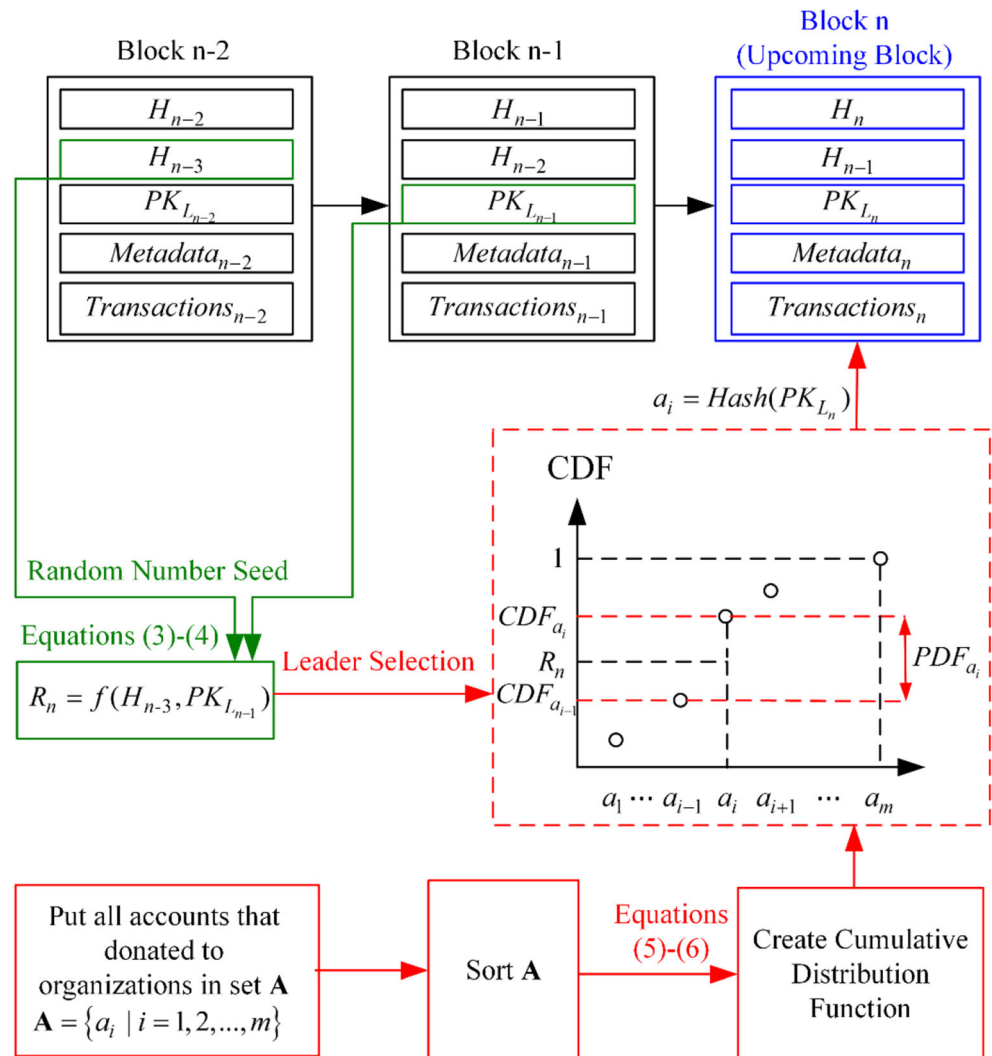 Block n-2
Block n-1
Block n
(Upcoming Block)
H_{n-2}
H_{n-3}
PK_{L_{n-2}}
Metadada_{n-2}
Transactions_{n-2}
H_{n-1}
H_{n-2}
PK_{L_{n-1}}
Metadada_{n-1}
Transactions_{n-1}
H_n
H_{n-1}
PK_{L_n}
Metadada_n
Transactions_n
a_i = Hash(PK_{L_n})
Random Number Seed
Equations (3)-(4)
R_n = f(H_{n-3}, PK_{L_{n-1}})
Leader Selection
CDF
1
CDF_{a_i}
R_n
CDF_{a_{i-1}}
PDF_{a_i}
a_1 ··· a_{i-1} a_i a_{i+1} ··· a_m
Put all accounts that
donated to
organizations in set A
A = {a_i | i = 1, 2, ..., m}
Sort A
Equations
(5)-(6)
Create Cumulative
Distribution
Function